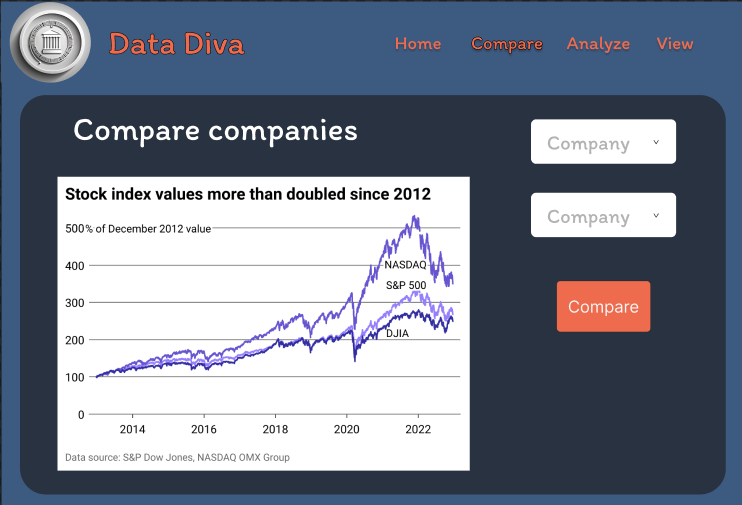 Data Diva
Home Compare Analyze View
Compare companies
Company
Company
Compare
Stock index values more than doubled since 2012
500% of December 2012 value
400
300
200
100
0
NASDAQ
S&P 500
DJIA
2014 2016 2018 2020 2022
Data source: S&P Dow Jones, NASDAQ OMX Group